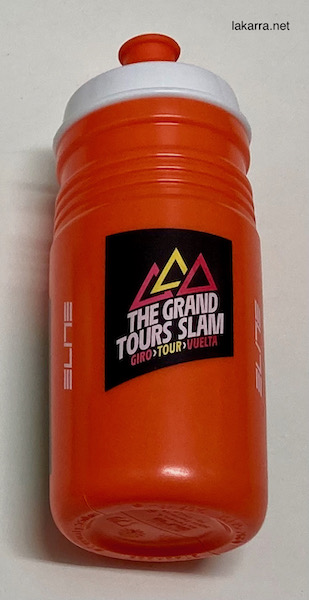 lakarra.net
THE GRAND
TOURS SLAM
GIRO›TOUR›VUELTA
ELITE
ELITE